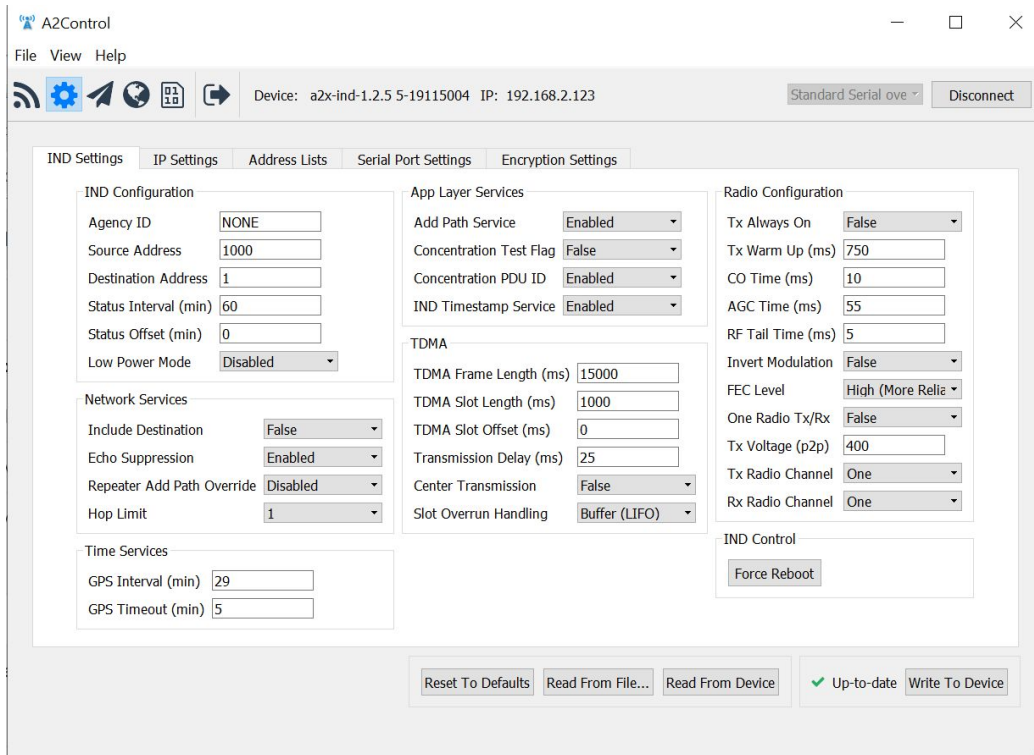 A2Control
File View Help
Device: a2x-ind-1.2.5 5-19115004 IP: 192.168.2.123
Standard Serial ove
Disconnect
IND Settings
IP Settings
Address Lists
Serial Port Settings
Encryption Settings
IND Configuration
Agency ID NONE
Source Address 1000
Destination Address 1
Status Interval (min) 60
Status Offset (min) 0
Low Power Mode Disabled
Network Services
Include Destination False
Echo Suppression Enabled
Repeater Add Path Override Disabled
Hop Limit 1
Time Services
GPS Interval (min) 29
GPS Timeout (min) 5
App Layer Services
Add Path Service Enabled
Concentration Test Flag False
Concentration PDU ID Enabled
IND Timestamp Service Enabled
TDMA
TDMA Frame Length (ms) 15000
TDMA Slot Length (ms) 1000
TDMA Slot Offset (ms) 0
Transmission Delay (ms) 25
Center Transmission False
Slot Overrun Handling Buffer (LIFO)
Radio Configuration
Tx Always On False
Tx Warm Up (ms) 750
CO Time (ms) 10
AGC Time (ms) 55
RF Tail Time (ms) 5
Invert Modulation False
FEC Level High (More Relia
One Radio Tx/Rx False
Tx Voltage (p2p) 400
Tx Radio Channel One
Rx Radio Channel One
IND Control
Force Reboot
Reset To Defaults
Read From File...
Read From Device
Up-to-date
Write To Device